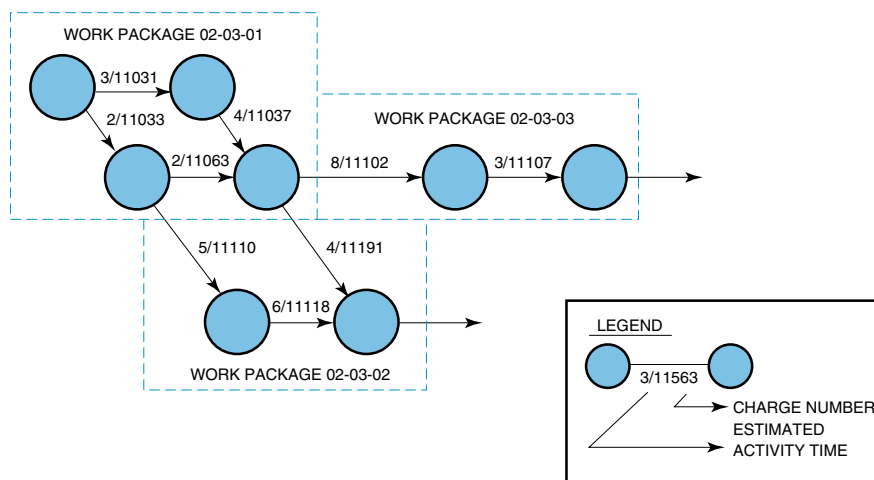 WORK PACKAGE 02-03-01
3/11031
2/11033
4/11037
WORK PACKAGE 02-03-03
2/11063
8/11102
3/11107
5/11110
4/11191
6/11118
WORK PACKAGE 02-03-02
LEGEND
3/11563
CHARGE NUMBER
ESTIMATED
ACTIVITY TIME